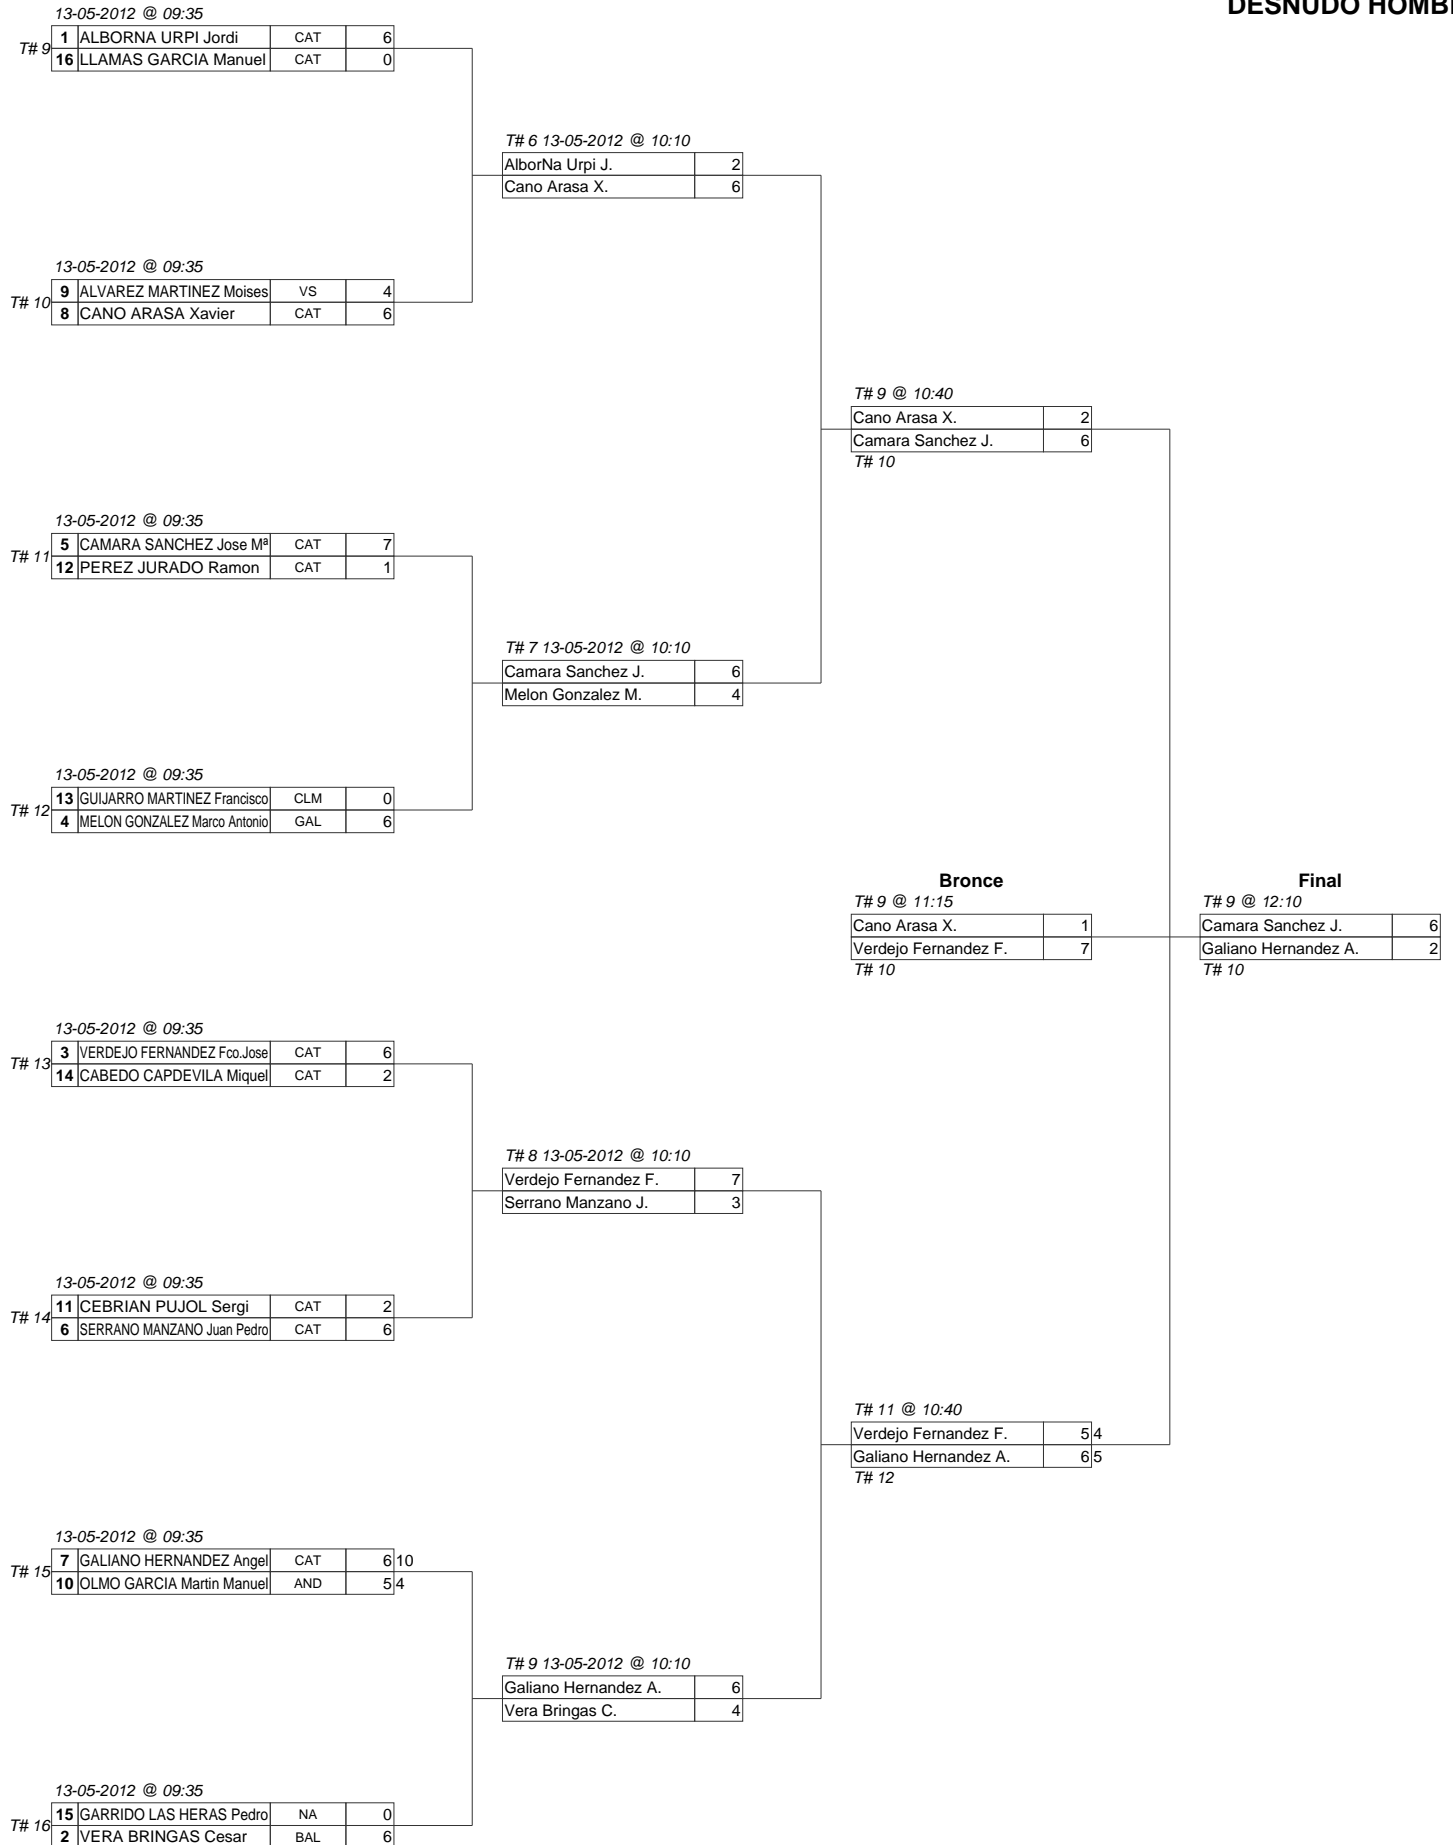 DESNUDO HOMB
13-05-2012 @ 09:35
T# 9
1 ALBORNA URPI Jordi CAT 6
16 LLAMAS GARCIA Manuel CAT 0
T# 6 13-05-2012 @ 10:10
AlborNa Urpi J. 2
Cano Arasa X. 6
13-05-2012 @ 09:35
T# 10
9 ALVAREZ MARTINEZ Moises VS 4
8 CANO ARASA Xavier CAT 6
T# 9 @ 10:40
Cano Arasa X. 2
Camara Sanchez J. 6
T# 10
13-05-2012 @ 09:35
T# 11
5 CAMARA SANCHEZ Jose Mª CAT 7
12 PEREZ JURADO Ramon CAT 1
T# 7 13-05-2012 @ 10:10
Camara Sanchez J. 6
Melon Gonzalez M. 4
13-05-2012 @ 09:35
T# 12
13 GUIJARRO MARTINEZ Francisco CLM 0
4 MELON GONZALEZ Marco Antonio GAL 6
Bronce
T# 9 @ 11:15
Cano Arasa X. 1
Verdejo Fernandez F. 7
T# 10
Final
T# 9 @ 12:10
Camara Sanchez J. 6
Galiano Hernandez A. 2
T# 10
13-05-2012 @ 09:35
T# 13
3 VERDEJO FERNANDEZ Fco.Jose CAT 6
14 CABEDO CAPDEVILA Miquel CAT 2
T# 8 13-05-2012 @ 10:10
Verdejo Fernandez F. 7
Serrano Manzano J. 3
13-05-2012 @ 09:35
T# 14
11 CEBRIAN PUJOL Sergi CAT 2
6 SERRANO MANZANO Juan Pedro CAT 6
T# 11 @ 10:40
Verdejo Fernandez F. 5 4
Galiano Hernandez A. 6 5
T# 12
13-05-2012 @ 09:35
T# 15
7 GALIANO HERNANDEZ Angel CAT 6 10
10 OLMO GARCIA Martin Manuel AND 5 4
T# 9 13-05-2012 @ 10:10
Galiano Hernandez A. 6
Vera Bringas C. 4
13-05-2012 @ 09:35
T# 16
15 GARRIDO LAS HERAS Pedro NA 0
2 VERA BRINGAS Cesar BAL 6